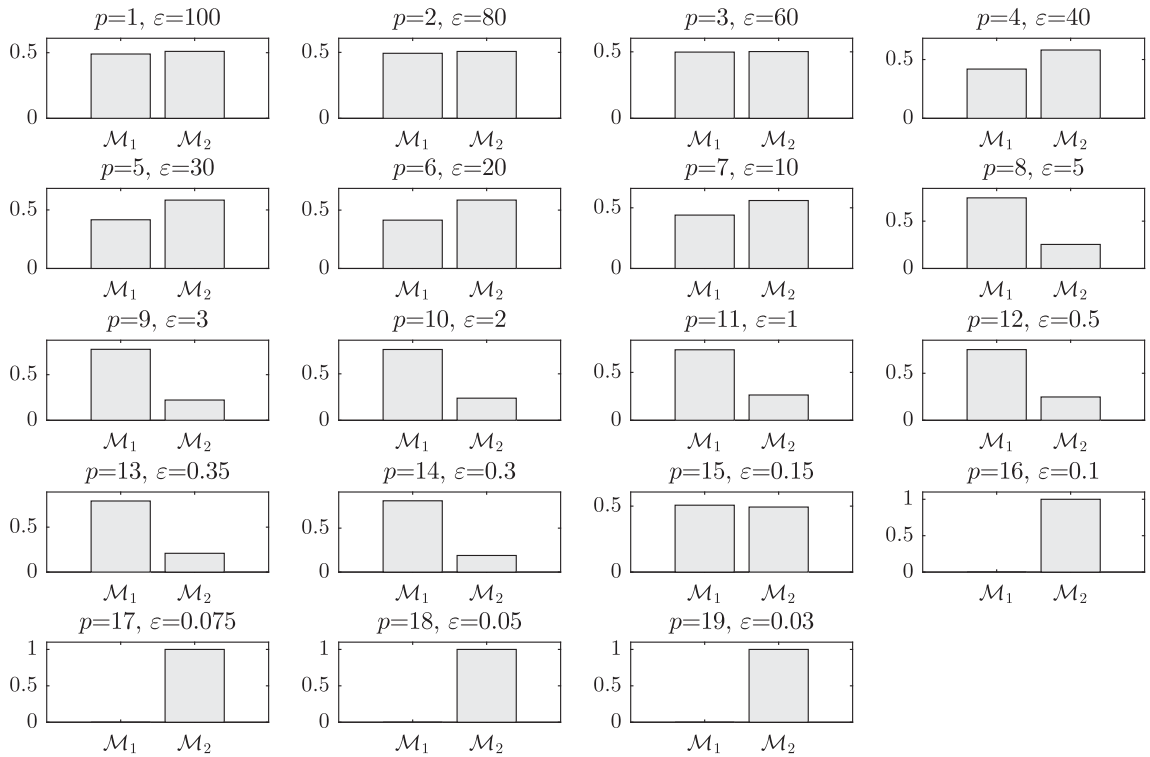 p=1, ε=100 p=2, ε=80 p=3, ε=60 p=4, ε=40
0.5 0.5 0.5 0.5
0 0 0 0
ℳ₁ ℳ₂ ℳ₁ ℳ₂ ℳ₁ ℳ₂ ℳ₁ ℳ₂
p=5, ε=30 p=6, ε=20 p=7, ε=10 p=8, ε=5
0.5 0.5 0.5 0.5
0 0 0 0
ℳ₁ ℳ₂ ℳ₁ ℳ₂ ℳ₁ ℳ₂ ℳ₁ ℳ₂
p=9, ε=3 p=10, ε=2 p=11, ε=1 p=12, ε=0.5
0.5 0.5 0.5 0.5
0 0 0 0
ℳ₁ ℳ₂ ℳ₁ ℳ₂ ℳ₁ ℳ₂ ℳ₁ ℳ₂
p=13, ε=0.35 p=14, ε=0.3 p=15, ε=0.15 p=16, ε=0.1
1
0.5 0.5 0.5 0.5
0 0 0 0
ℳ₁ ℳ₂ ℳ₁ ℳ₂ ℳ₁ ℳ₂ ℳ₁ ℳ₂
p=17, ε=0.075 p=18, ε=0.05 p=19, ε=0.03
1 1 1
0.5 0.5 0.5
0 0 0
ℳ₁ ℳ₂ ℳ₁ ℳ₂ ℳ₁ ℳ₂